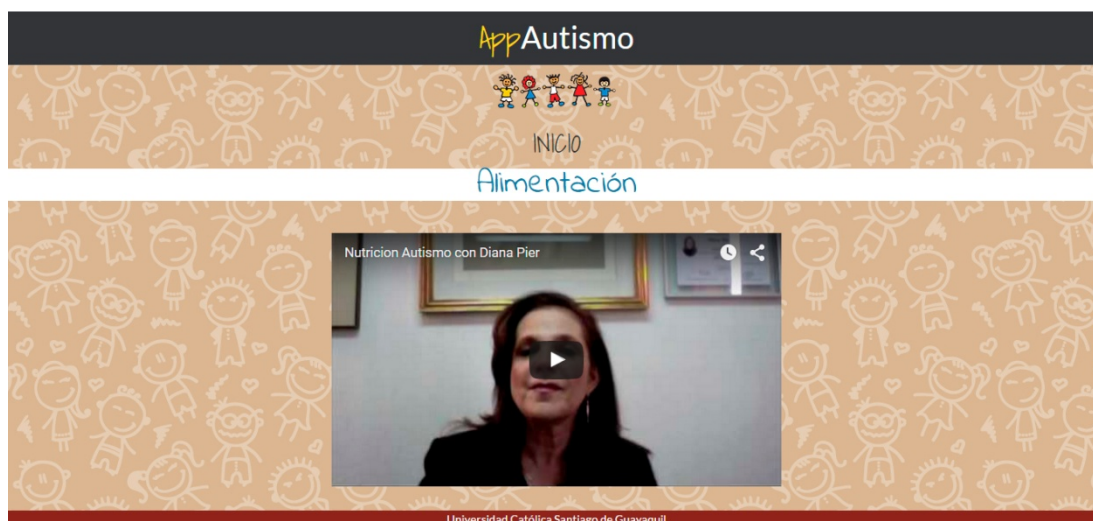 AppAutismo
INICIO
Alimentación
Nutricion Autismo con Diana Pier
Universidad Católica Santiago de Guayaquil